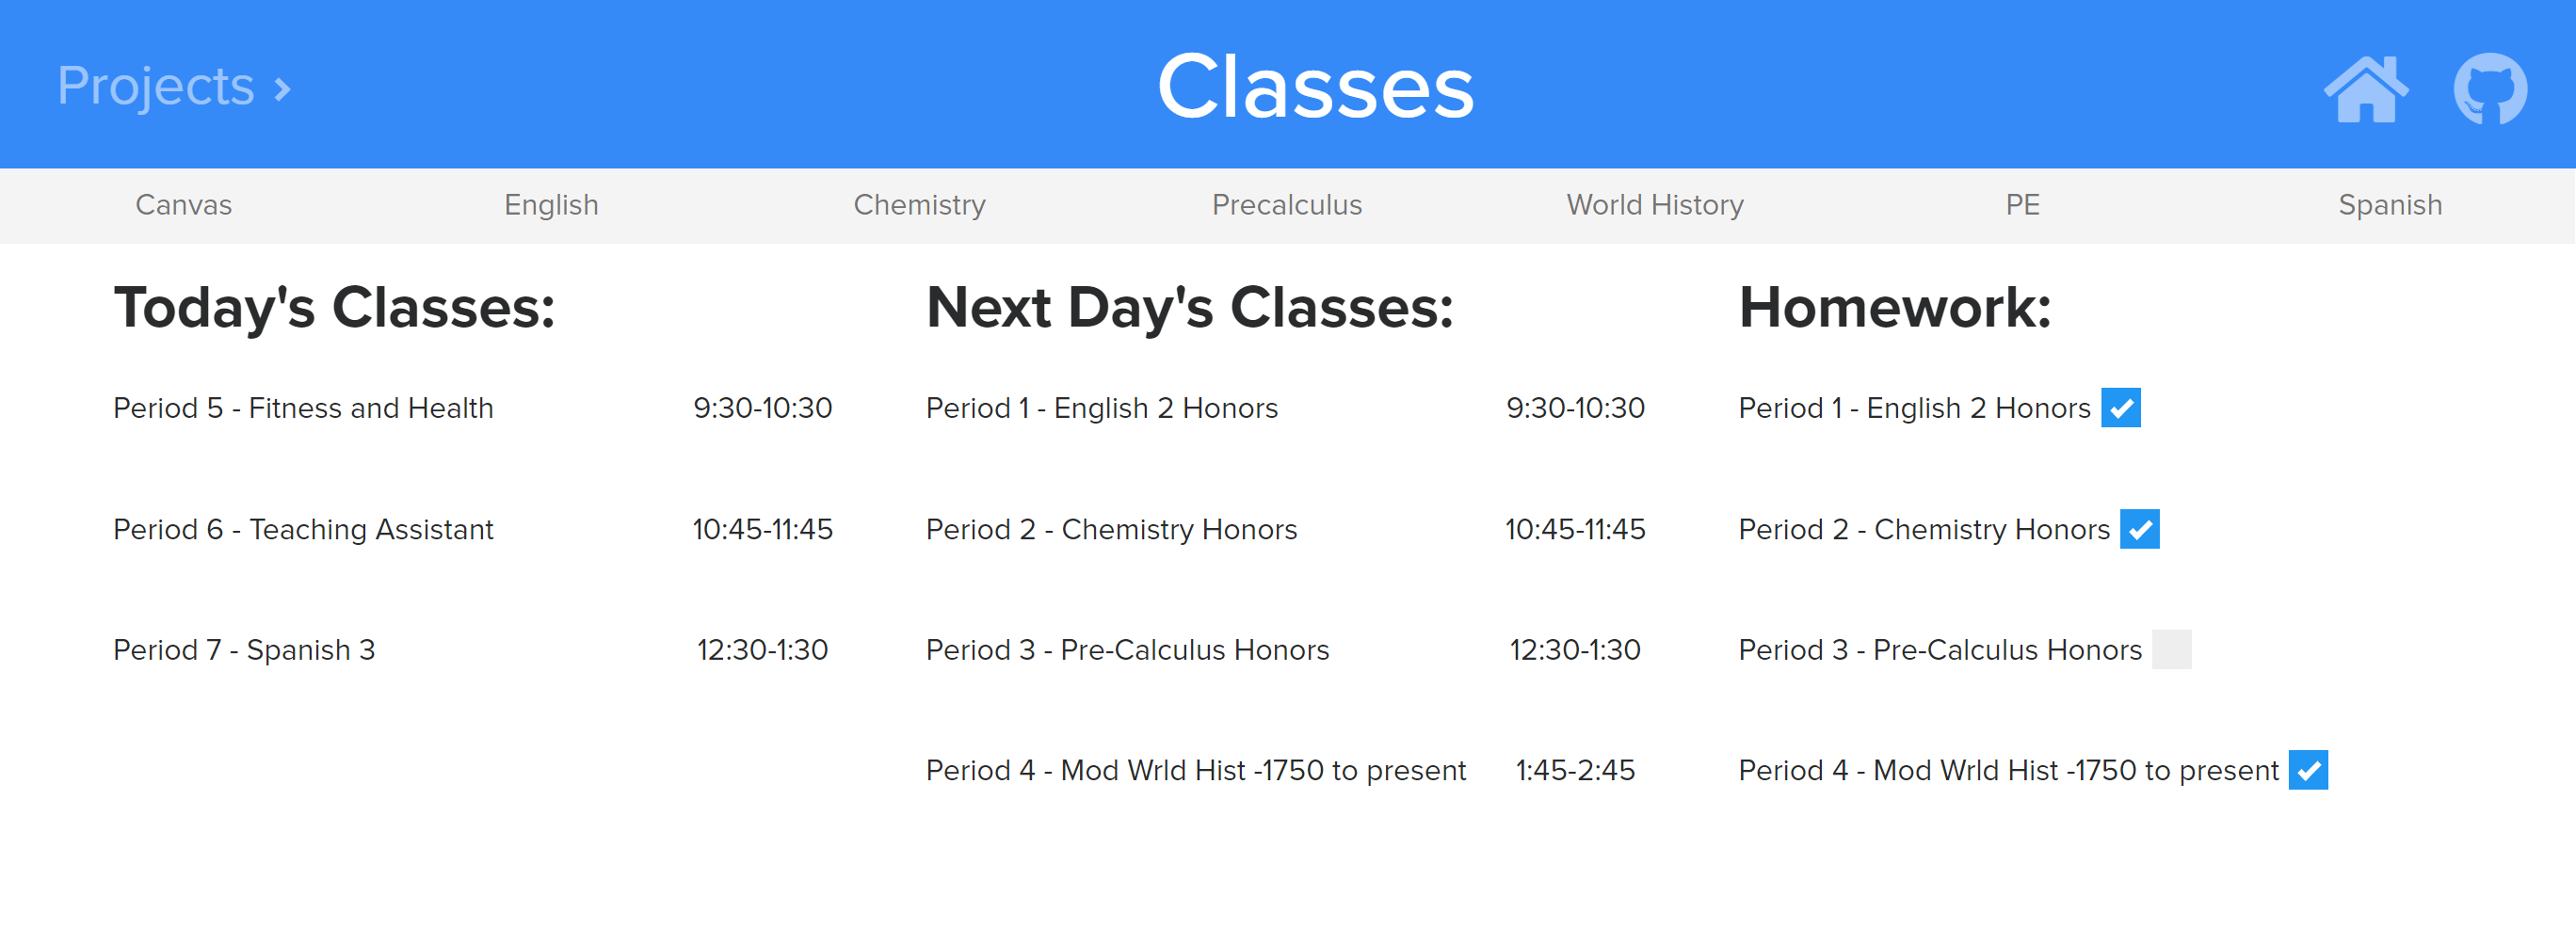 Projects ›
Classes
Canvas English Chemistry Precalculus World History PE Spanish
Today's Classes:
Period 5 - Fitness and Health 9:30-10:30
Period 6 - Teaching Assistant 10:45-11:45
Period 7 - Spanish 3 12:30-1:30
Next Day's Classes:
Period 1 - English 2 Honors 9:30-10:30
Period 2 - Chemistry Honors 10:45-11:45
Period 3 - Pre-Calculus Honors 12:30-1:30
Period 4 - Mod Wrld Hist -1750 to present 1:45-2:45
Homework:
Period 1 - English 2 Honors
Period 2 - Chemistry Honors
Period 3 - Pre-Calculus Honors
Period 4 - Mod Wrld Hist -1750 to present